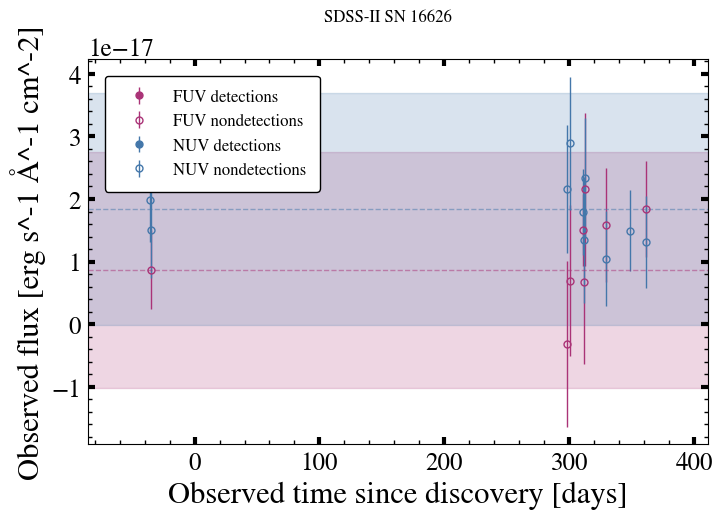 SDSS-II SN 16626
1e−17
FUV detections
FUV nondetections
NUV detections
NUV nondetections
4
3
2
1
0
−1
Observed flux [erg s^-1 Å^-1 cm^-2]
0 100 200 300 400
Observed time since discovery [days]